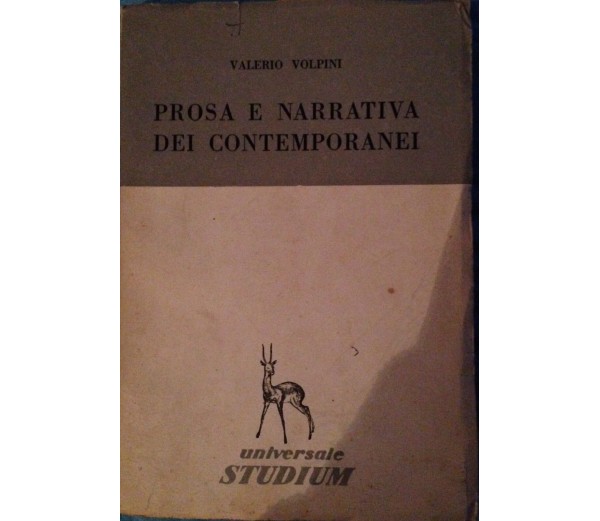 VALERIO VOLPINI
PROSA E NARRATIVA
DEI CONTEMPORANEI
universale
STUDIUM